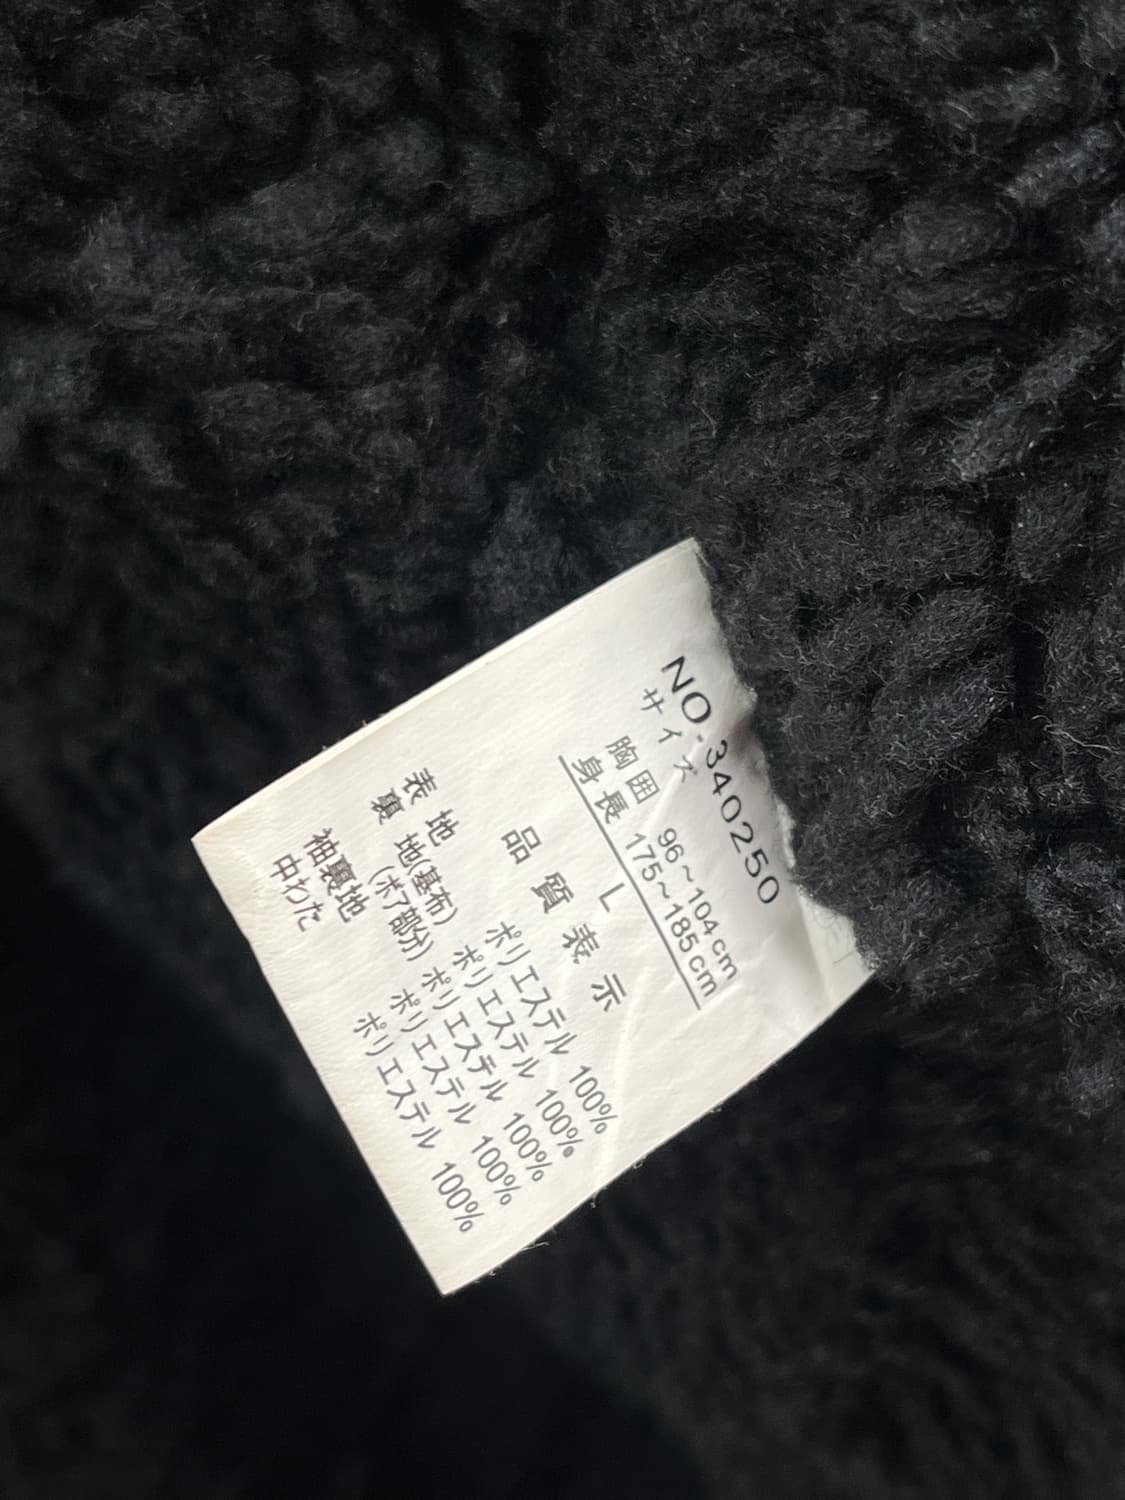 NO.340250
サイズ
胸囲 96~104cm
身長 175~185cm
L
品質表示
表地 ポリエステル 100%
裏地(基布) ポリエステル 100%
(ボア部分) ポリエステル 100%
袖裏地 ポリエステル 100%
中わた ポリエステル 100%